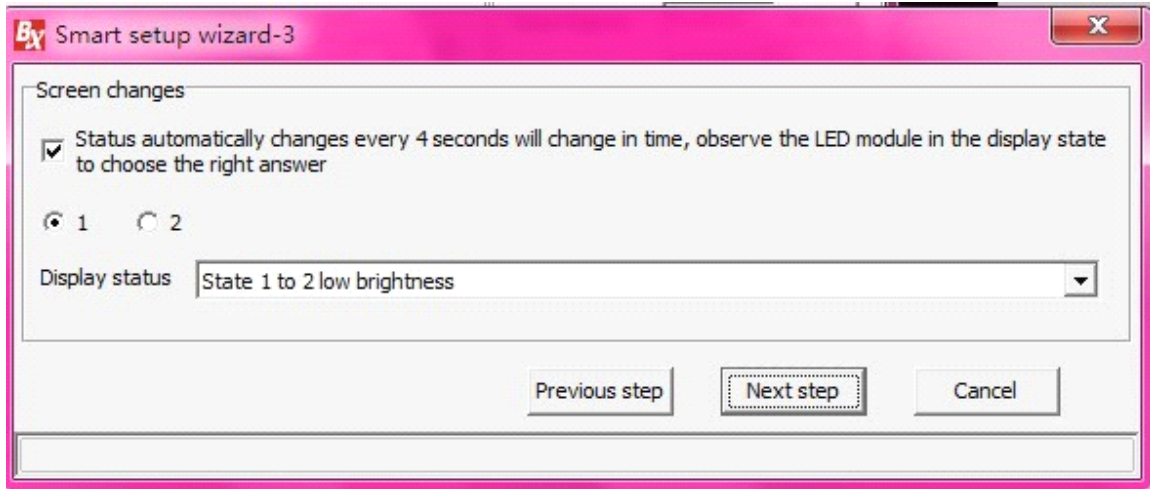 BX Smart setup wizard-3
Screen changes
Status automatically changes every 4 seconds will change in time, observe the LED module in the display state
to choose the right answer
1 2
Display status State 1 to 2 low brightness
Previous step Next step Cancel